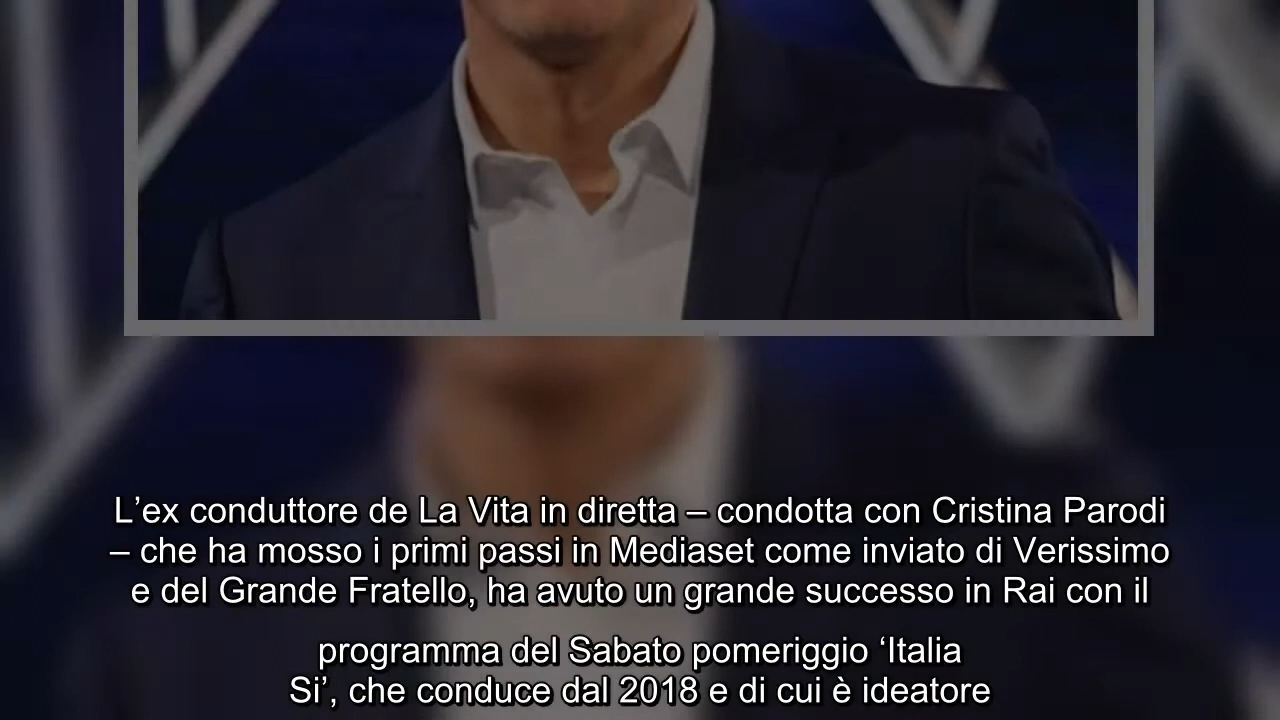 L’ex conduttore de La Vita in diretta – condotta con Cristina Parodi
– che ha mosso i primi passi in Mediaset come inviato di Verissimo
e del Grande Fratello, ha avuto un grande successo in Rai con il
programma del Sabato pomeriggio ‘Italia
Si’, che conduce dal 2018 e di cui è ideatore